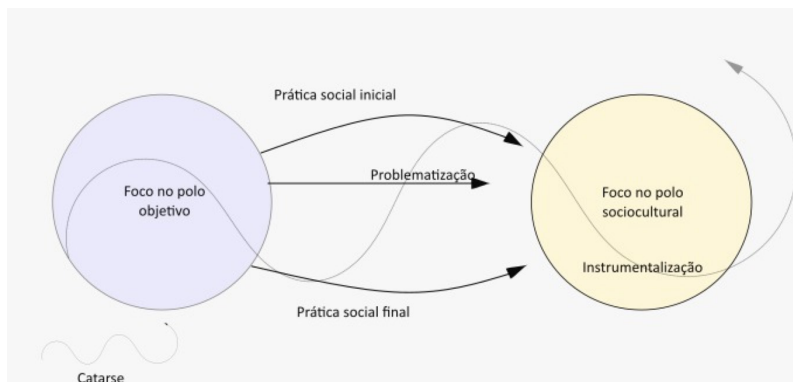 Prática social inicial
Problematização
Foco no polo
objetivo
Foco no polo
sociocultural
Instrumentalização
Prática social final
Catarse